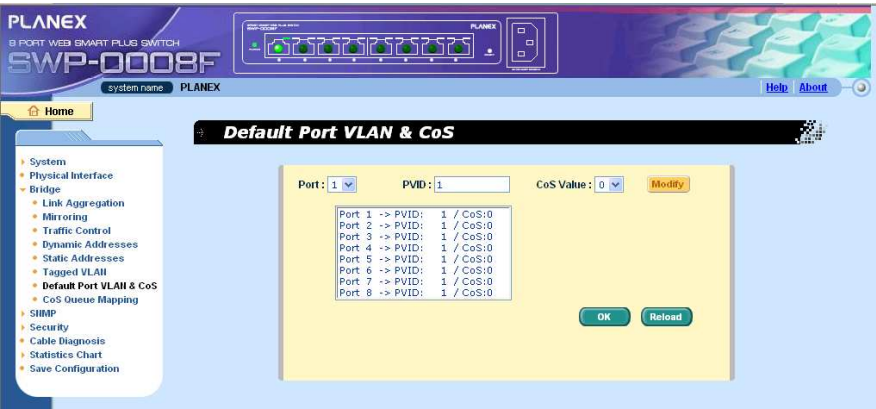 PLANEX
8 PORT WEB SMART PLUS SWITCH
SWP-0008F
PLANEX
system name PLANEX
Help About
Home
Default Port VLAN & CoS
System
Physical Interface
Bridge
Link Aggregation
Mirroring
Traffic Control
Dynamic Addresses
Static Addresses
Tagged VLAN
Default Port VLAN & CoS
CoS Queue Mapping
SNMP
Security
Cable Diagnosis
Statistics Chart
Save Configuration
Port : 1 PVID : 1 CoS Value : 0 Modify
Port 1 -> PVID: 1 / CoS:0
Port 2 -> PVID: 1 / CoS:0
Port 3 -> PVID: 1 / CoS:0
Port 4 -> PVID: 1 / CoS:0
Port 5 -> PVID: 1 / CoS:0
Port 6 -> PVID: 1 / CoS:0
Port 7 -> PVID: 1 / CoS:0
Port 8 -> PVID: 1 / CoS:0
OK Reload